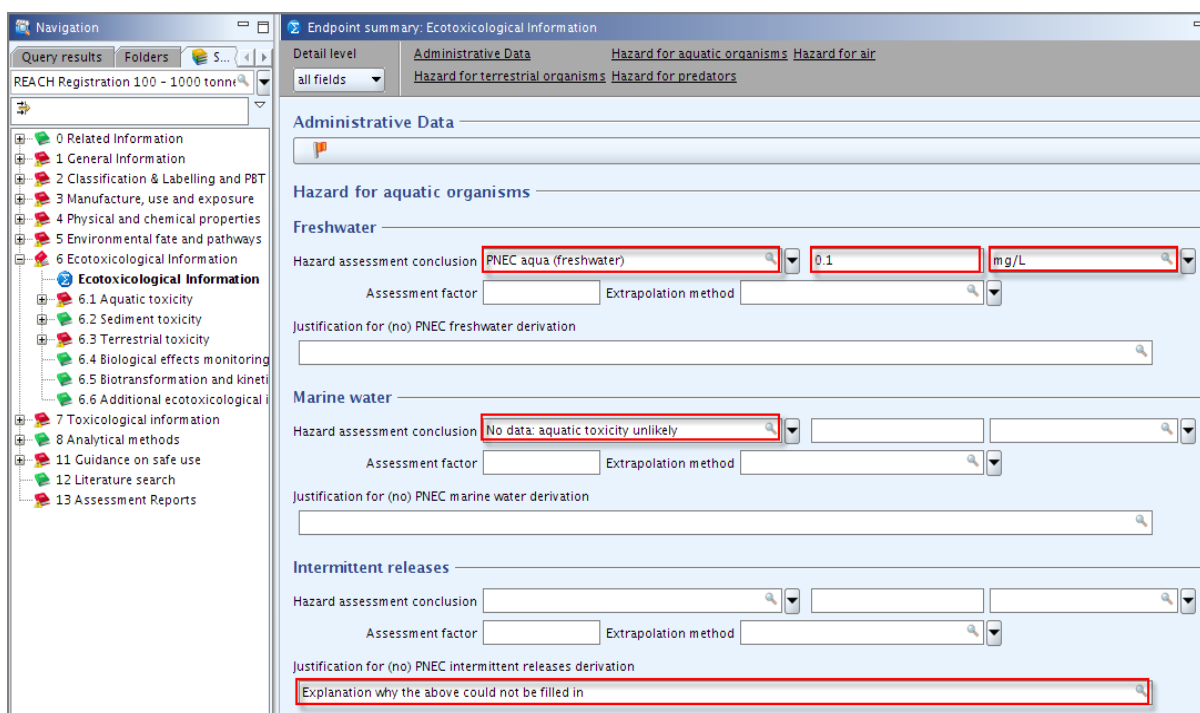 Navigation
Query results Folders S...
REACH Registration 100 - 1000 tonne
0 Related Information
1 General Information
2 Classification & Labelling and PBT
3 Manufacture, use and exposure
4 Physical and chemical properties
5 Environmental fate and pathways
6 Ecotoxicological Information
Ecotoxicological Information
6.1 Aquatic toxicity
6.2 Sediment toxicity
6.3 Terrestrial toxicity
6.4 Biological effects monitoring
6.5 Biotransformation and kineti
6.6 Additional ecotoxicological i
7 Toxicological information
8 Analytical methods
11 Guidance on safe use
12 Literature search
13 Assessment Reports
Endpoint summary: Ecotoxicological Information
Detail level
all fields
Administrative Data Hazard for aquatic organisms Hazard for air
Hazard for terrestrial organisms Hazard for predators
Administrative Data
Hazard for aquatic organisms
Freshwater
Hazard assessment conclusion PNEC aqua (freshwater) 0.1 mg/L
Assessment factor Extrapolation method
Justification for (no) PNEC freshwater derivation
Marine water
Hazard assessment conclusion No data: aquatic toxicity unlikely
Assessment factor Extrapolation method
Justification for (no) PNEC marine water derivation
Intermittent releases
Hazard assessment conclusion
Assessment factor Extrapolation method
Justification for (no) PNEC intermittent releases derivation
Explanation why the above could not be filled in